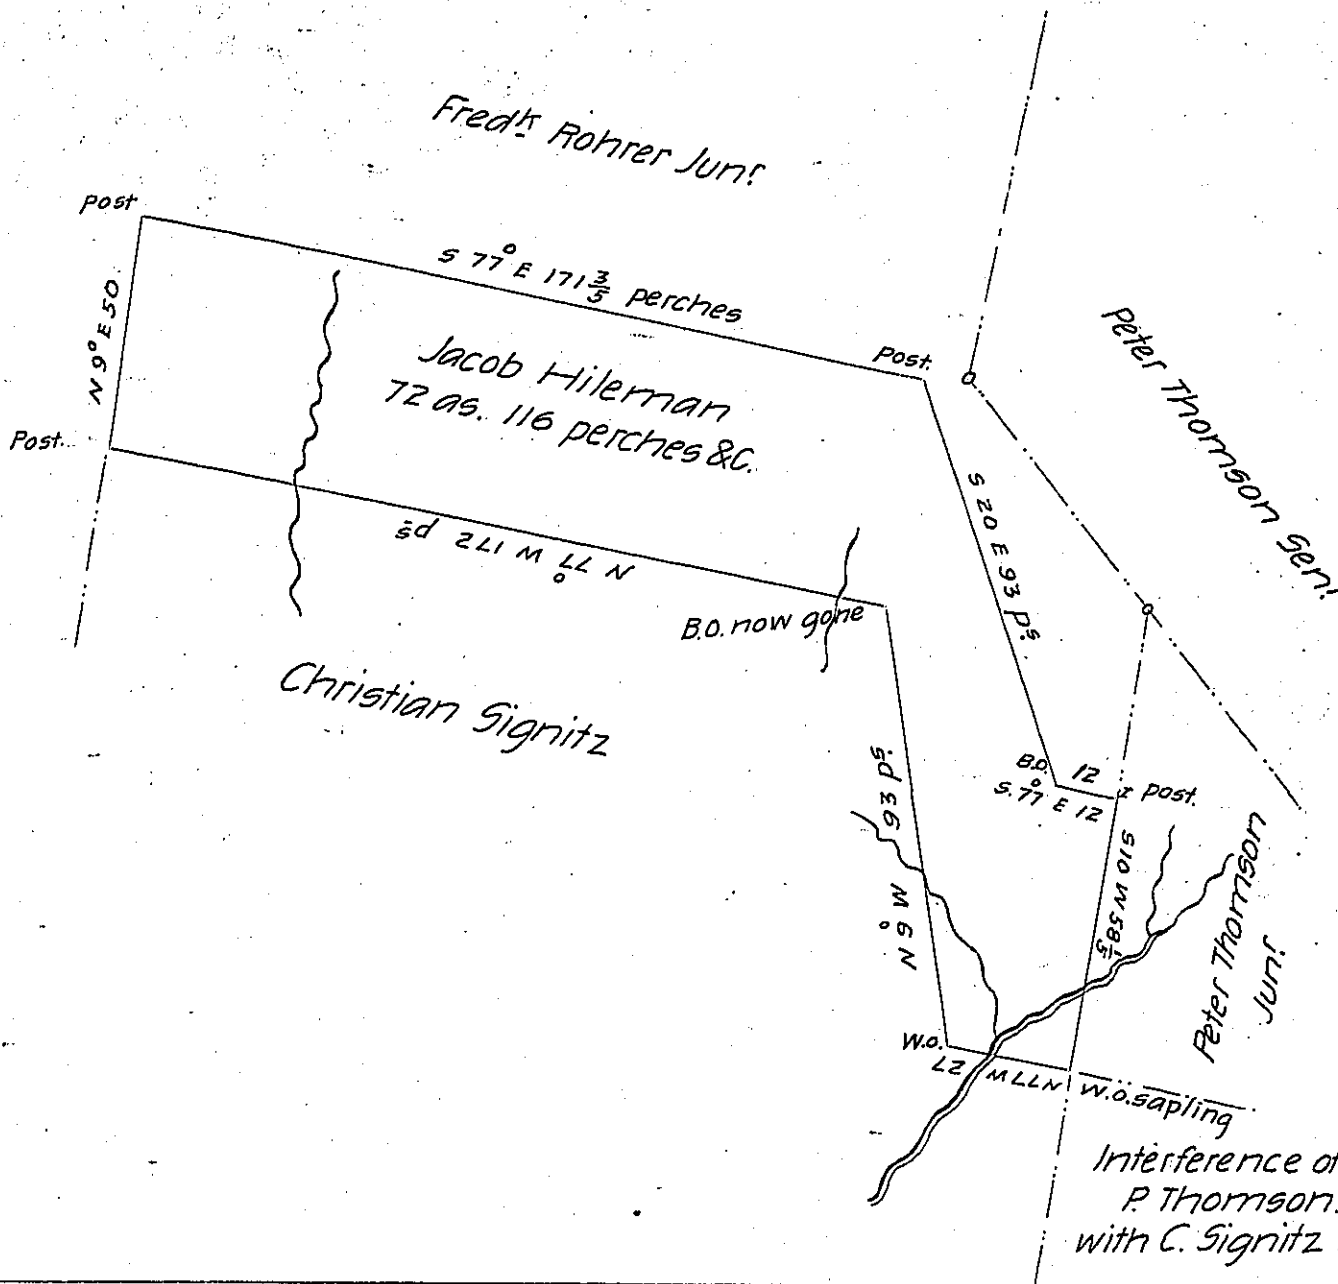 Fredk Rohrer Junr
Post
S 77° E 171 3/5 perches
N 9° E 50
Jacob Hileman
72 as. 116 perches &c.
Post.
Post.
N 77° W 172 ps
Peter Thomson Senr
S 20 E 93 ps
B.O. now gone
Christian Signitz
B.O. 12
S. 77° E 12
Post.
N 6° W 93 ps
S 10 W 58 1/5
Peter Thomson
Junr
W.O.
N 77 W 27
W.O. sapling
Interference of
P. Thomson.
with C. Signitz